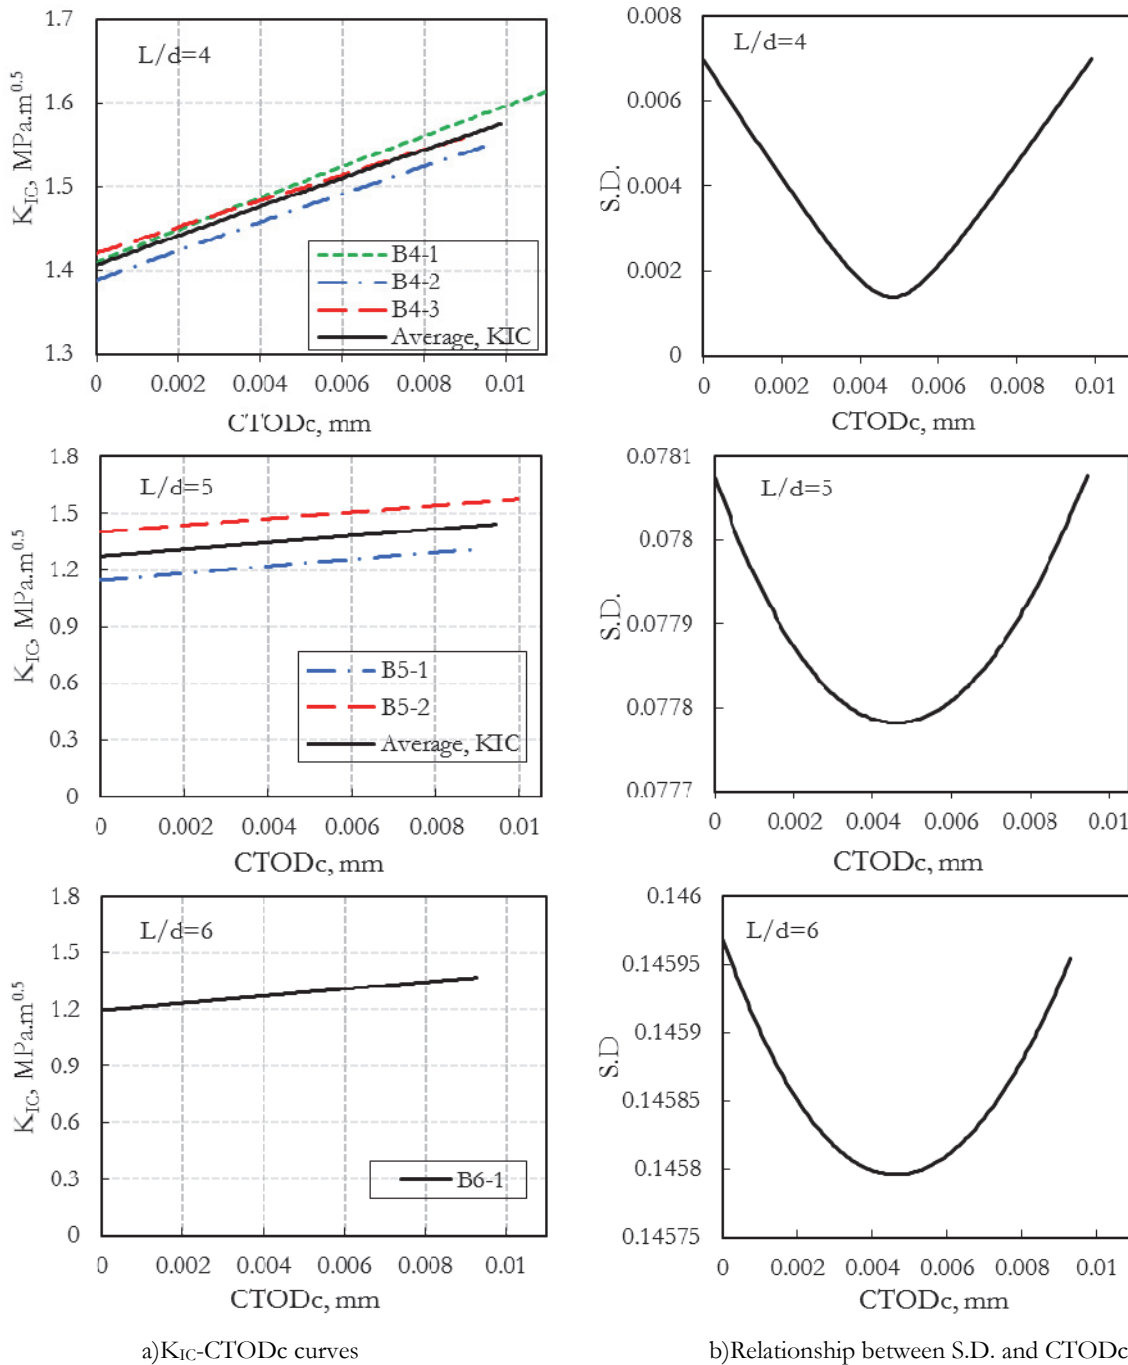 1.7
1.6
1.5
1.4
1.3
K_IC, MPa.m^0.5
L/d=4
B4-1
B4-2
B4-3
Average, KIC
0 0.002 0.004 0.006 0.008 0.01
CTODc, mm
0.008
0.006
0.004
0.002
0
S.D.
L/d=4
0 0.002 0.004 0.006 0.008 0.01
CTODc, mm
1.8
1.5
1.2
0.9
0.6
0.3
0
K_IC, MPa.m^0.5
L/d=5
B5-1
B5-2
Average, KIC
0 0.002 0.004 0.006 0.008 0.01
CTODc, mm
0.0781
0.078
0.0779
0.0778
0.0777
S.D.
L/d=5
0 0.002 0.004 0.006 0.008 0.01
CTODc, mm
1.8
1.5
1.2
0.9
0.6
0.3
0
K_IC, MPa.m^0.5
L/d=6
B6-1
0 0.002 0.004 0.006 0.008 0.01
CTODc, mm
0.146
0.14595
0.1459
0.14585
0.1458
0.14575
S.D
L/d=6
0 0.002 0.004 0.006 0.008 0.01
CTODc, mm
a)K_IC-CTODc curves
b)Relationship between S.D. and CTODc